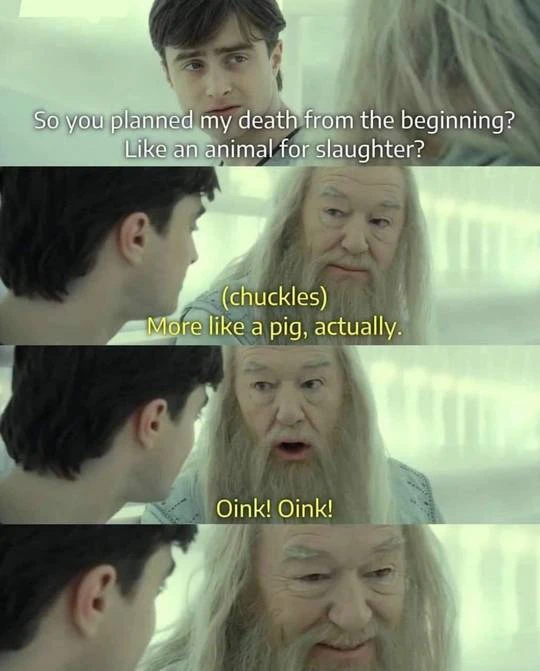 So you planned my death from the beginning?
Like an animal for slaughter?
(chuckles)
More like a pig, actually.
Oink! Oink!